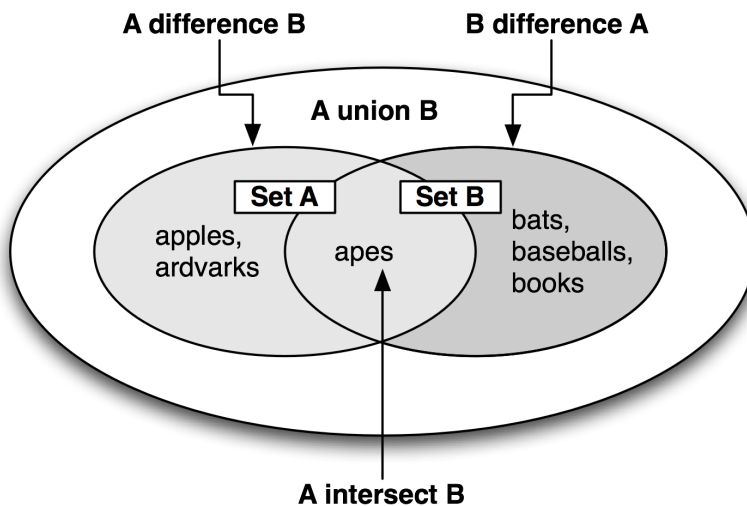 A difference B
B difference A
A union B
Set A
Set B
apples,
ardvarks
apes
bats,
baseballs,
books
A intersect B